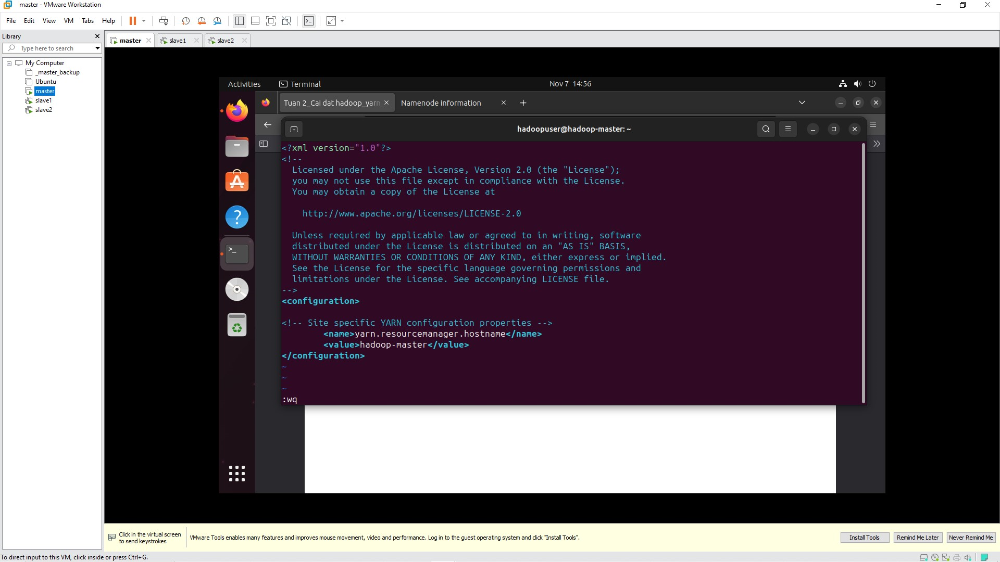 master - VMware Workstation
File Edit View VM Tabs Help
Library
Type here to search
My Computer
_master_backup
Ubuntu
master
slave1
slave2
master slave1 slave2
Activities Terminal Nov 7 14:56
Tuan 2_Cai dat hadoop_yarn Namenode information
hadoopuser@hadoop-master: ~
<?xml version="1.0"?>
<!--
Licensed under the Apache License, Version 2.0 (the "License");
you may not use this file except in compliance with the License.
You may obtain a copy of the License at
http://www.apache.org/licenses/LICENSE-2.0
Unless required by applicable law or agreed to in writing, software
distributed under the License is distributed on an "AS IS" BASIS,
WITHOUT WARRANTIES OR CONDITIONS OF ANY KIND, either express or implied.
See the License for the specific language governing permissions and
limitations under the License. See accompanying LICENSE file.
-->
<configuration>
<!-- Site specific YARN configuration properties -->
<name>yarn.resourcemanager.hostname</name>
<value>hadoop-master</value>
</configuration>
~
~
~
:wq
Click in the virtual screen
to send keystrokes
VMware Tools enables many features and improves mouse movement, video and performance. Log in to the guest operating system and click "Install Tools".
Install Tools Remind Me Later Never Remind Me
To direct input to this VM, click inside or press Ctrl+G.